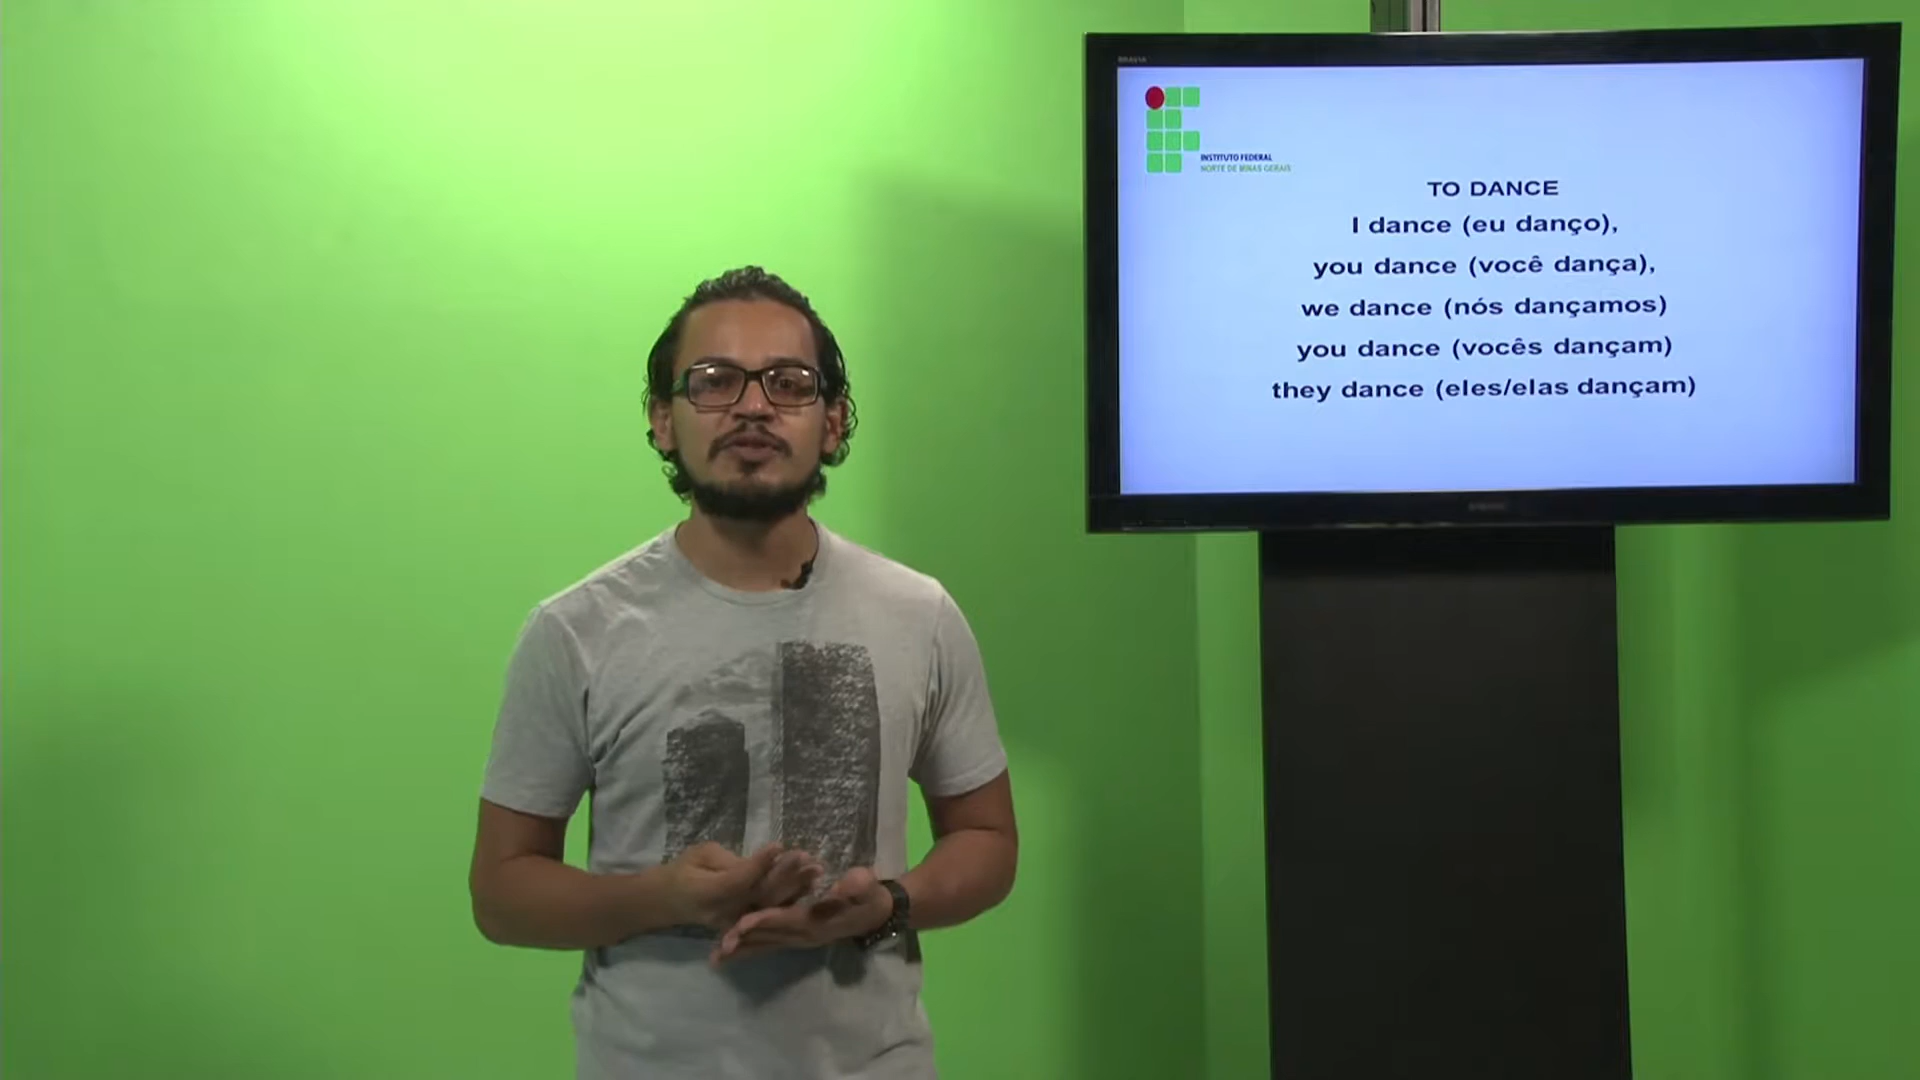 BRAVIA
INSTITUTO FEDERAL
NORTE DE MINAS GERAIS
TO DANCE
I dance (eu danço),
you dance (você dança),
we dance (nós dançamos)
you dance (vocês dançam)
they dance (eles/elas dançam)